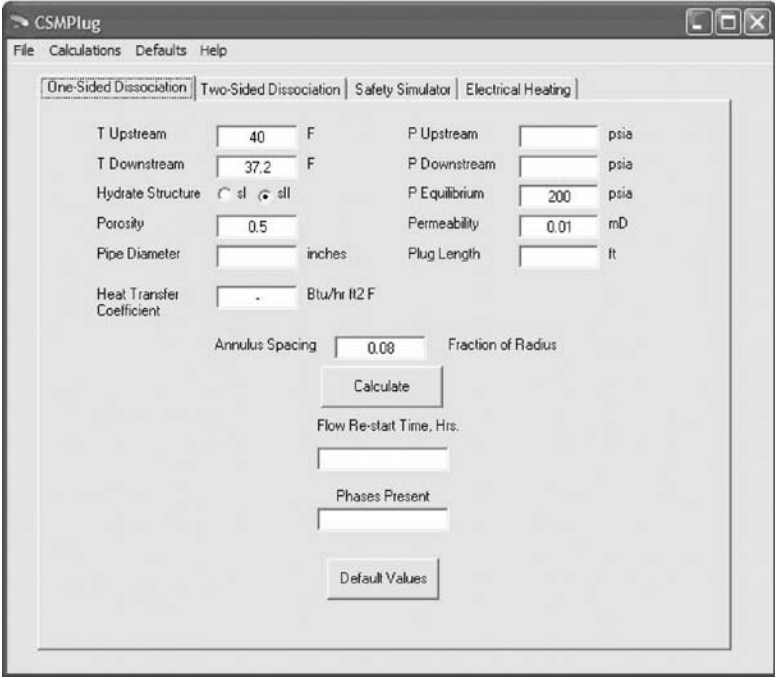 CSMPlug
File Calculations Defaults Help
One-Sided Dissociation Two-Sided Dissociation Safety Simulator Electrical Heating
T Upstream 40 F P Upstream psia
T Downstream 37.2 F P Downstream psia
Hydrate Structure sI sII P Equilibrium 200 psia
Porosity 0.5 Permeability 0.01 mD
Pipe Diameter inches Plug Length ft
Heat Transfer - Btu/hr ft2 F
Coefficient
Annulus Spacing 0.08 Fraction of Radius
Calculate
Flow Re-start Time, Hrs.
Phases Present
Default Values